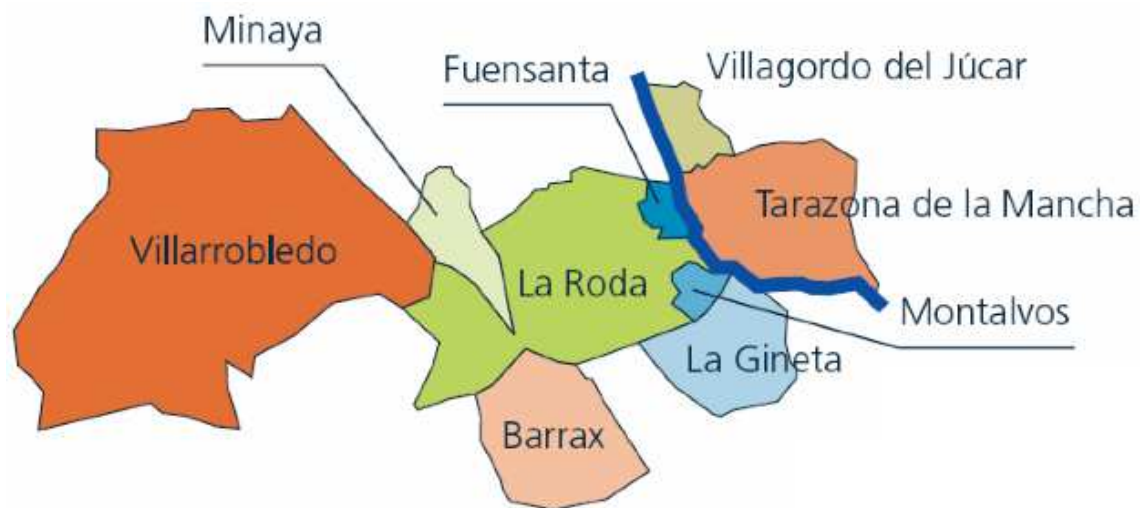 Minaya
Fuensanta
Villagordo del Júcar
Tarazona de la Mancha
Villarrobledo
La Roda
Montalvos
La Gineta
Barrax